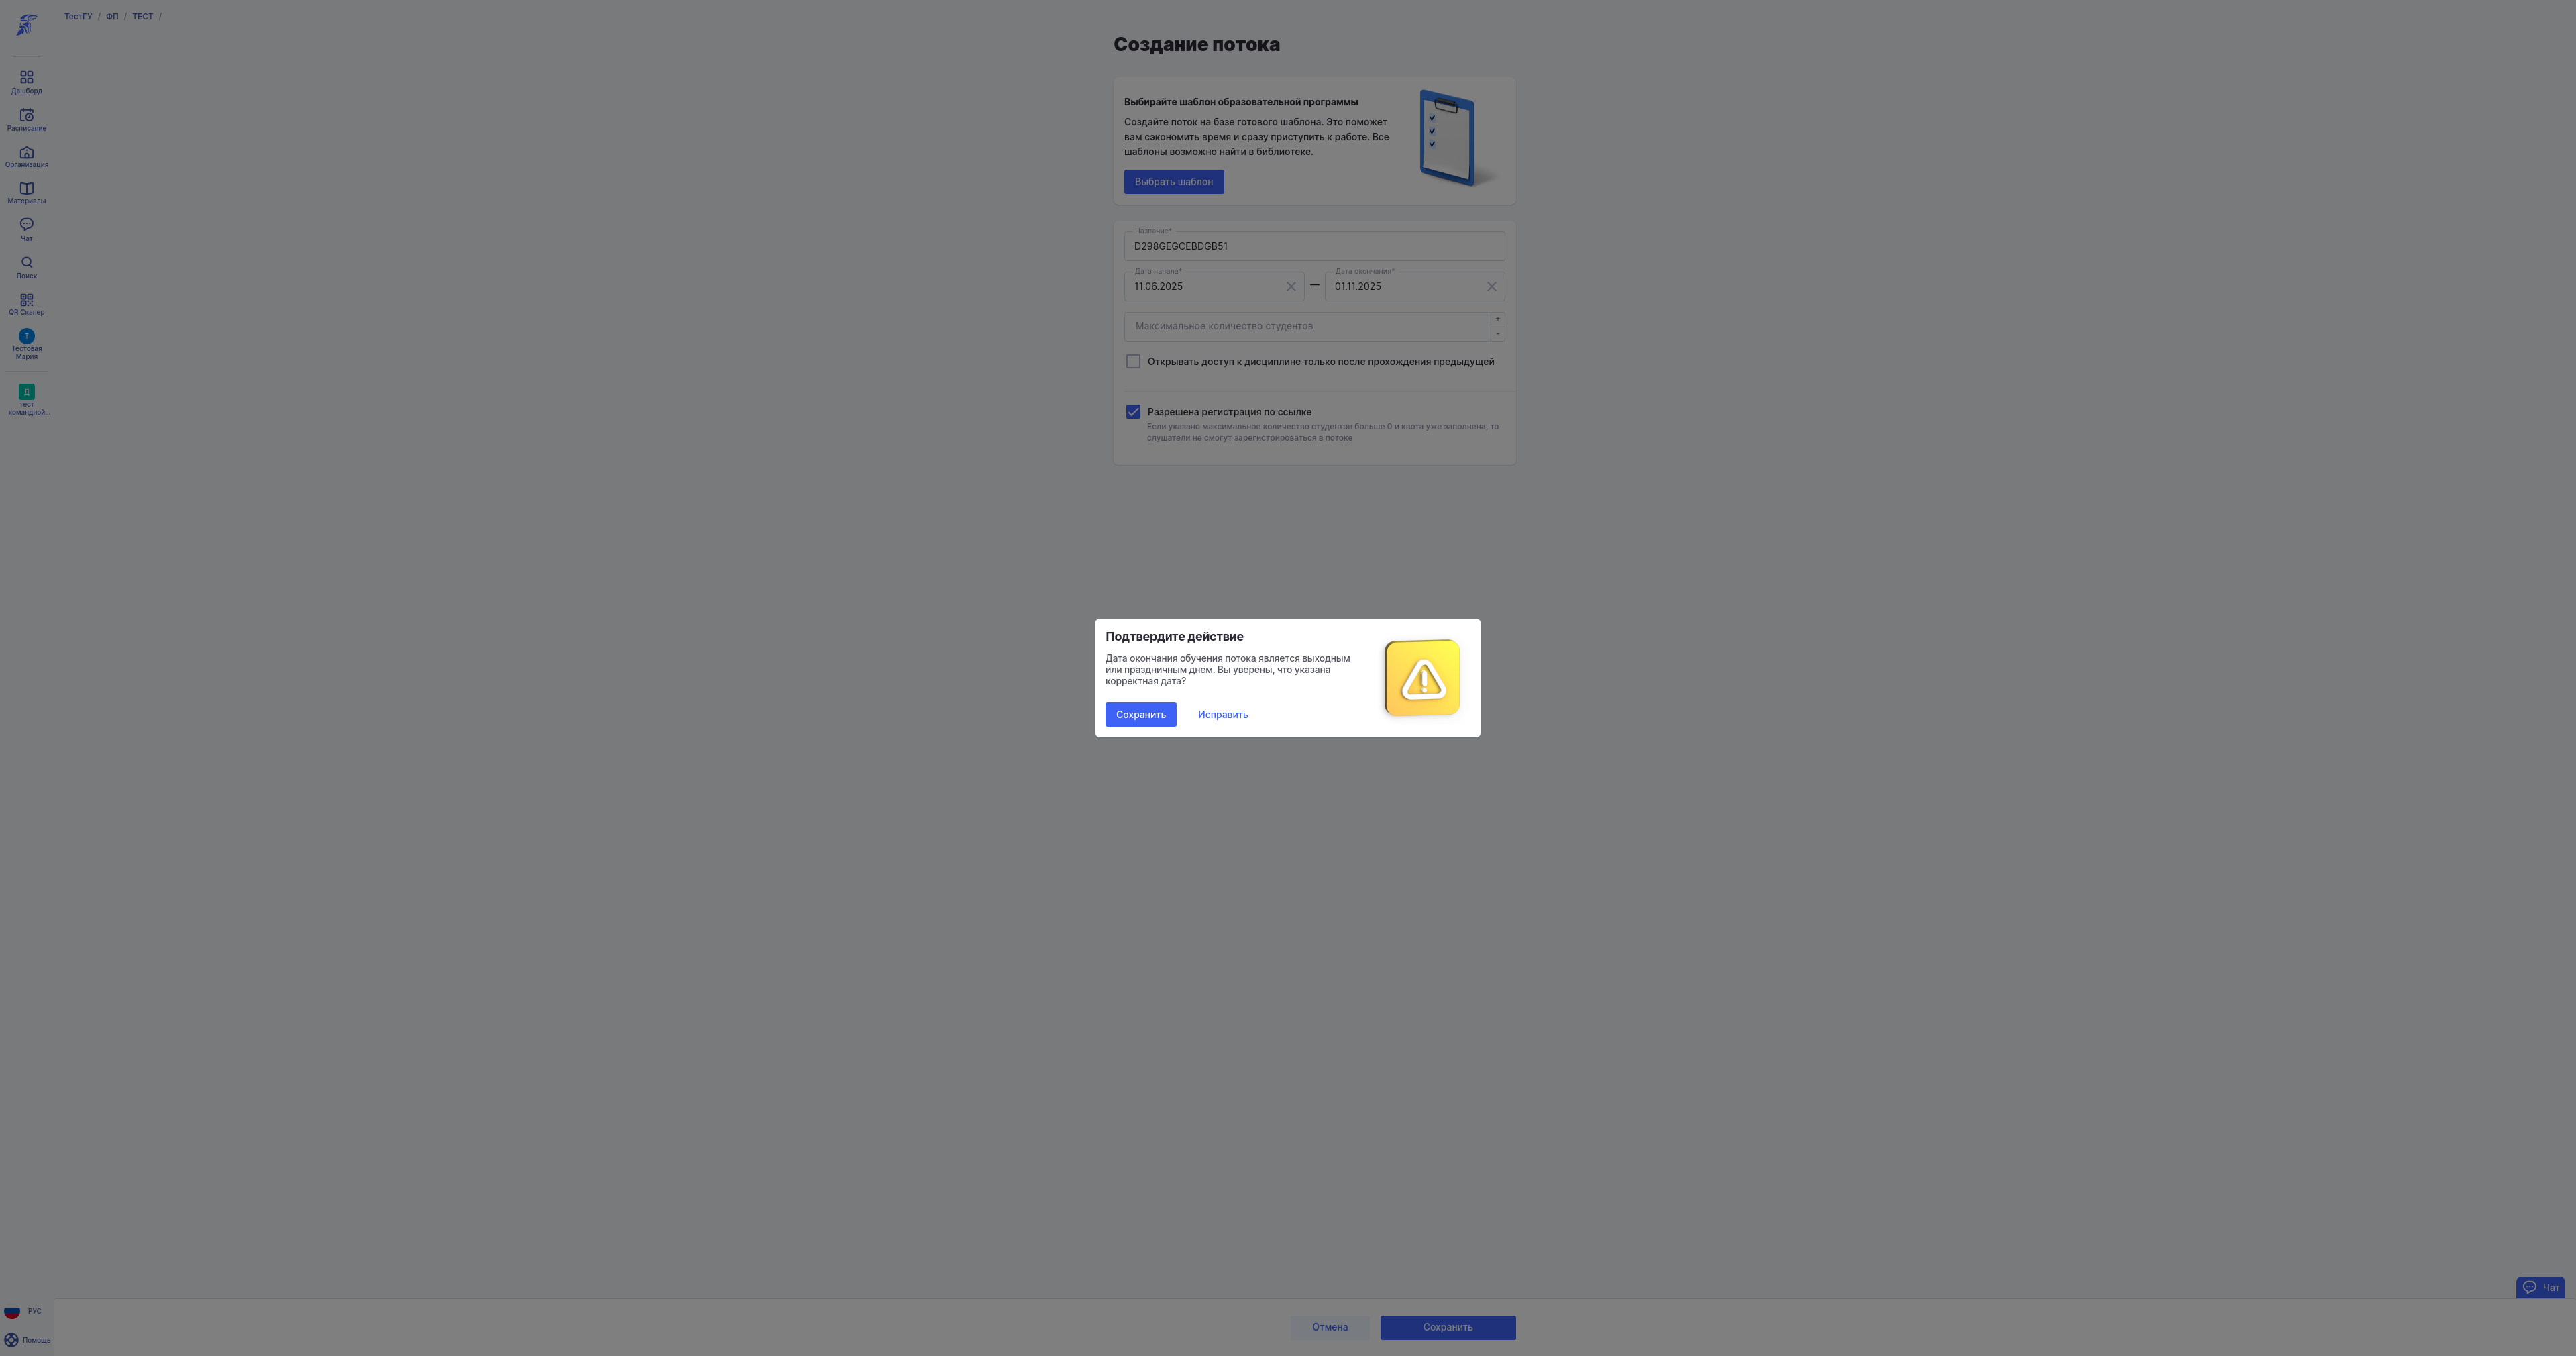 ТестГУ / ФП / ТЕСТ /
Дашборд
Расписание
Организация
Материалы
Чат
Поиск
QR Сканер
Т
Тестовая
Мария
Д
тест
командной...
РУС
Помощь
Создание потока
Выбирайте шаблон образовательной программы
Создайте поток на базе готового шаблона. Это поможет
вам сэкономить время и сразу приступить к работе. Все
шаблоны возможно найти в библиотеке.
Выбрать шаблон
Название*
D298GEGCEBDGB51
Дата начала*
11.06.2025
—
Дата окончания*
01.11.2025
Максимальное количество студентов
+
-
Открывать доступ к дисциплине только после прохождения предыдущей
Разрешена регистрация по ссылке
Если указано максимальное количество студентов больше 0 и квота уже заполнена, то
слушатели не смогут зарегистрироваться в потоке
Подтвердите действие
Дата окончания обучения потока является выходным
или праздничным днем. Вы уверены, что указана
корректная дата?
Сохранить
Исправить
Чат
Отмена
Сохранить